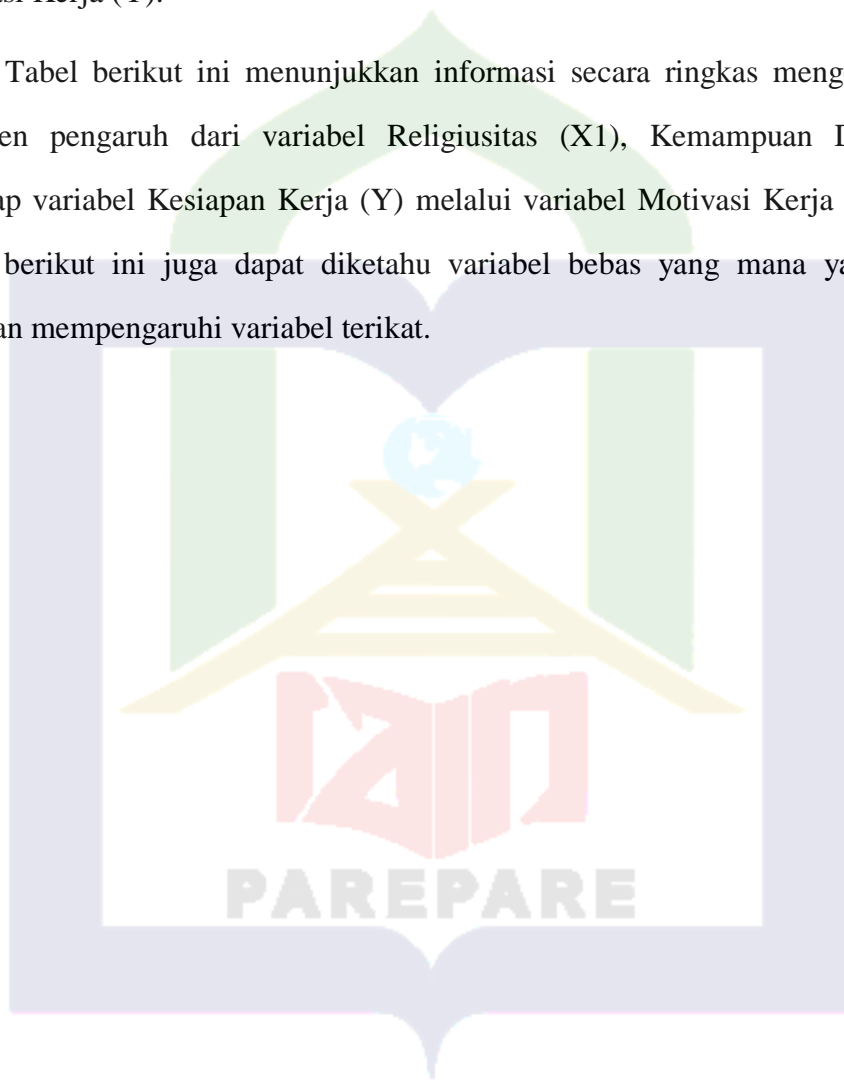 si Kerja (Y).
Tabel berikut ini menunjukkan informasi secara ringkas meng
en pengaruh dari variabel Religiusitas (X1), Kemampuan D
ap variabel Kesiapan Kerja (Y) melalui variabel Motivasi Kerja
berikut ini juga dapat diketahu variabel bebas yang mana ya
an mempengaruhi variabel terikat.
iain
PAREPARE